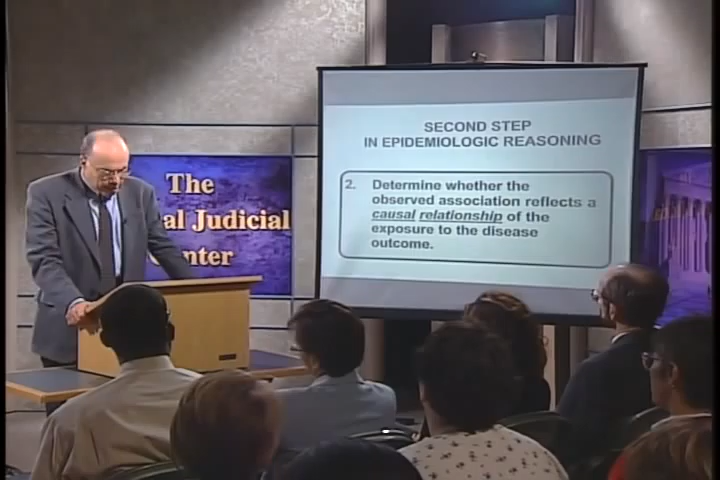 The
al Judicial
nter
SECOND STEP
IN EPIDEMIOLOGIC REASONING
2. Determine whether the
observed association reflects a
causal relationship of the
exposure to the disease
outcome.